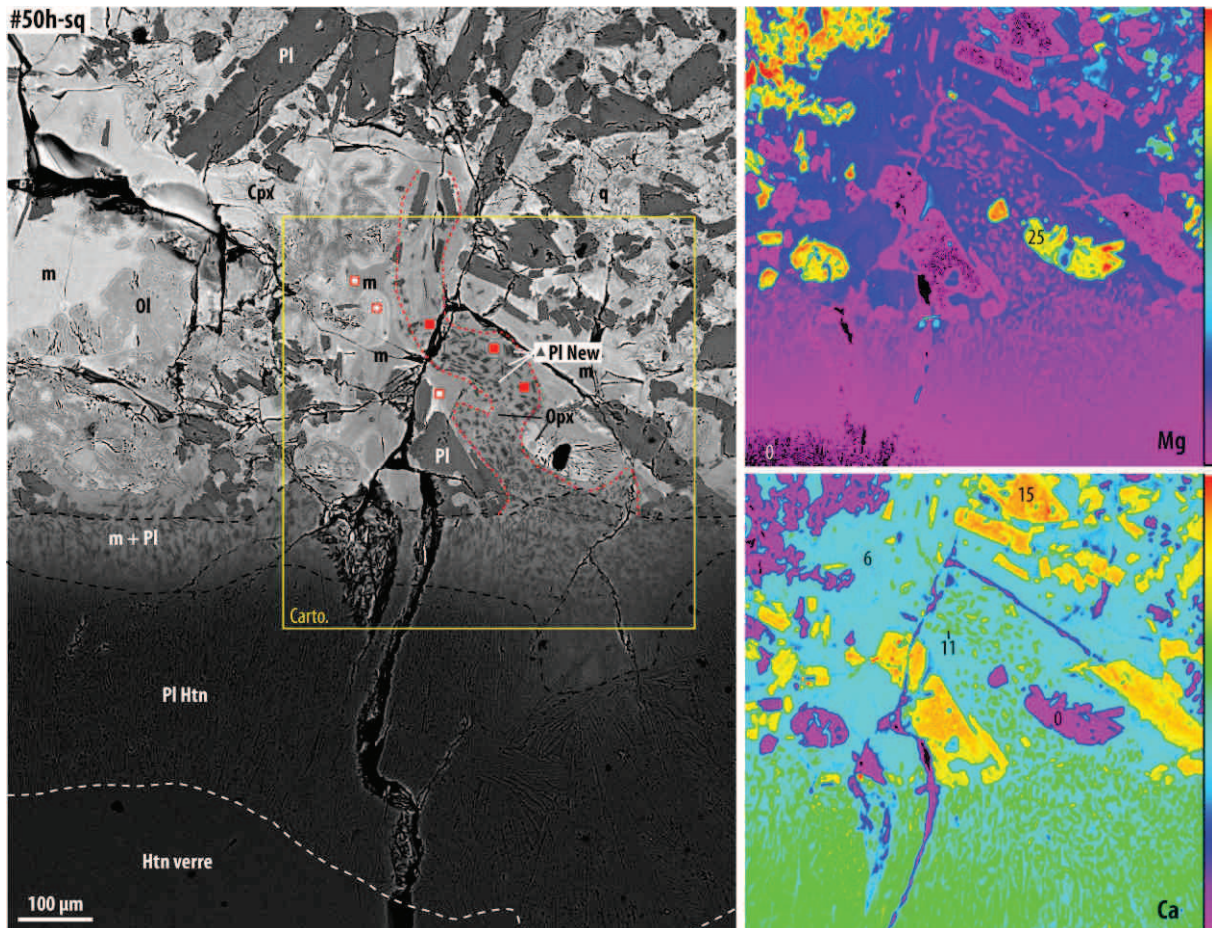 #50h-sq
Pl
Cpx
q
m
Ol
m
m
▲ Pl New
m
Opx
Pl
m + Pl
Carto.
Pl Htn
Htn verre
100 µm
25
0
Mg
15
6
11
0
Ca